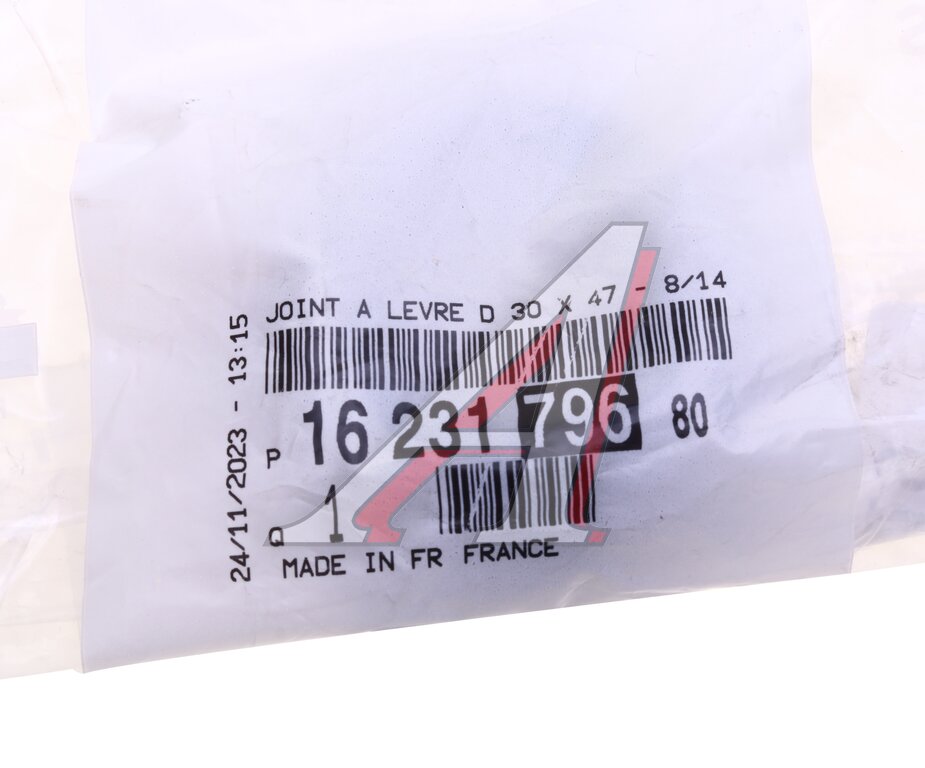 JOINT A LEVRE D 30 X 47 - 8/14
24/11/2023 - 13:15
P 16 231 796 80
Q 1
MADE IN FR FRANCE